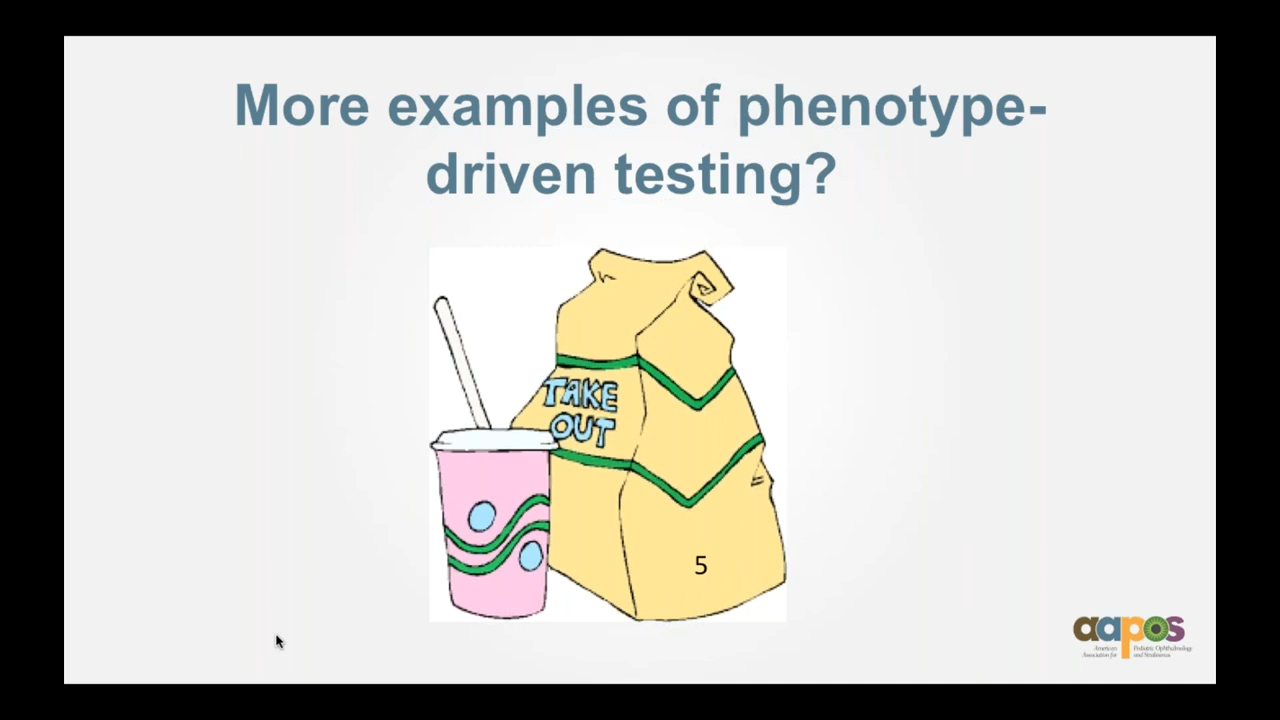 More examples of phenotype-
driven testing?
TAKE
OUT
5
aapos
American
Association for
Pediatric Ophthalmology
and Strabismus